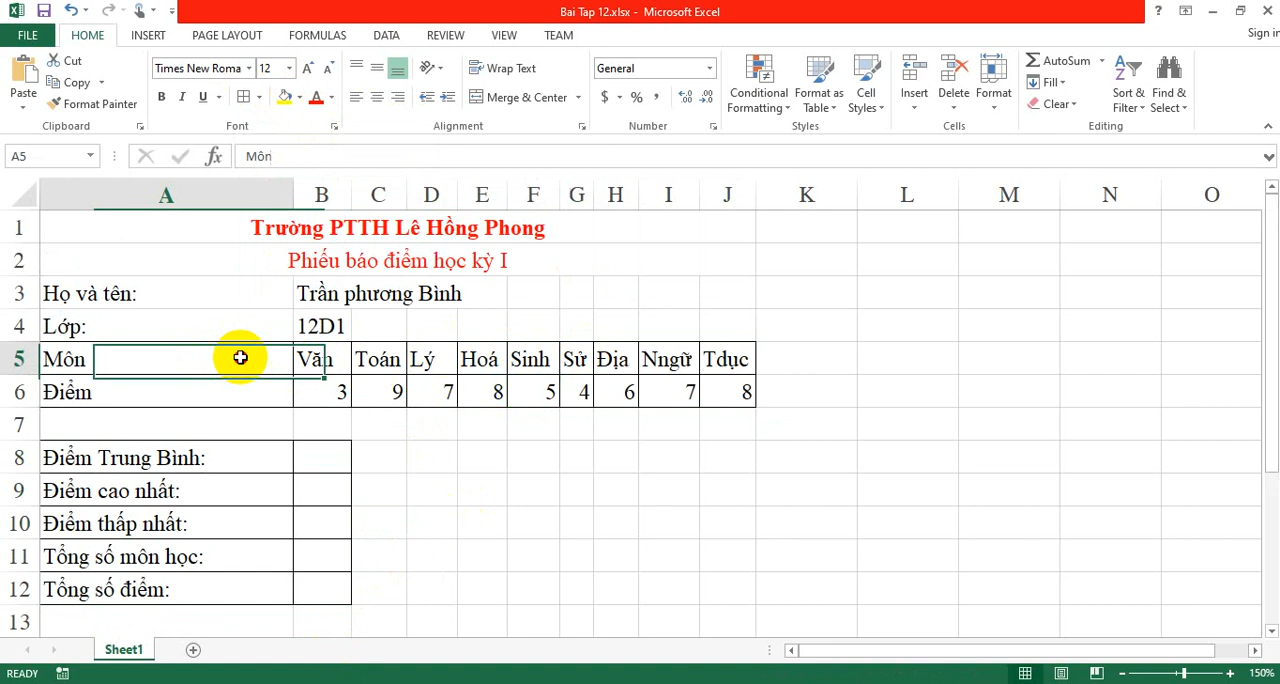 Bai Tap 12.xlsx - Microsoft Excel
?
FILE HOME INSERT PAGE LAYOUT FORMULAS DATA REVIEW VIEW TEAM Sign in
Paste Cut Copy Format Painter
Clipboard
Times New Roma 12 A A
B I U A
Font
Wrap Text
Merge & Center
Alignment
General
$ % , .0 .00 .00 .0
Number
Conditional Formatting Format as Table Cell Styles
Styles
Insert Delete Format
Cells
AutoSum Fill Clear Sort & Filter Find & Select
Editing
A5 fx Môn
A B C D E F G H I J K L M N O
1 Trường PTTH Lê Hồng Phong
2 Phiếu báo điểm học kỳ I
3 Họ và tên: Trần phương Bình
4 Lớp: 12D1
5 Môn Văn Toán Lý Hoá Sinh Sử Địa Nngữ Tdục
6 Điểm 3 9 7 8 5 4 6 7 8
7
8 Điểm Trung Bình:
9 Điểm cao nhất:
10 Điểm thấp nhất:
11 Tổng số môn học:
12 Tổng số điểm:
13
Sheet1
READY 150%